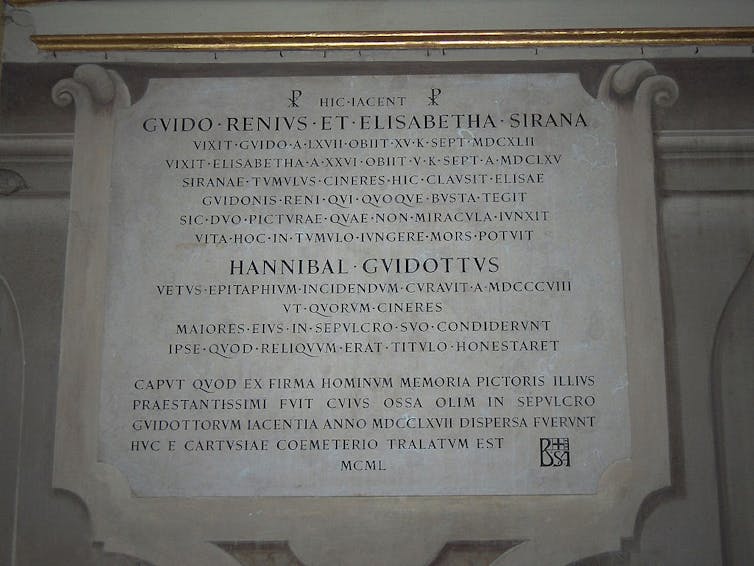 ☧ HIC·IACENT ☧
GVIDO·RENIVS·ET·ELISABETHA·SIRANA
VIXIT·GVIDO·A·LXVII·OBIIT·XV·K·SEPT·MDCXLII
VIXIT·ELISABETHA·A·XXVI·OBIIT·V·K·SEPT·A·MDCLXV
SIRANAE·TVMVLVS·CINERES·HIC·CLAVSIT·ELISAE
GVIDONIS·RENI·QVI·QVOQVE·BVSTA·TEGIT
SIC·DVO·PICTVRAE·QVAE·NON·MIRACVLA·IVNXIT
VITA·HOC·IN·TVMVLO·IVNGERE·MORS·POTVIT
HANNIBAL·GVIDOTTVS
VETVS·EPITAPHIVM·INCIDENDVM·CVRAVIT·A·MDCCCVIII
VT·QVORVM·CINERES
MAIORES·EIVS·IN·SEPVLCRO·SVO·CONDIDERVNT
IPSE·QVOD·RELIQVVM·ERAT·TITVLO·HONESTARET
CAPVT QVOD EX FIRMA HOMINVM MEMORIA PICTORIS ILLIVS
PRAESTANTISSIMI FVIT CVIVS OSSA OLIM IN SEPVLCRO
GVIDOTTORVM IACENTIA ANNO MDCCLXVII DISPERSA FVERVNT
HVC E CARTVSIAE COEMETERIO TRALATVM EST
BSA
MCML